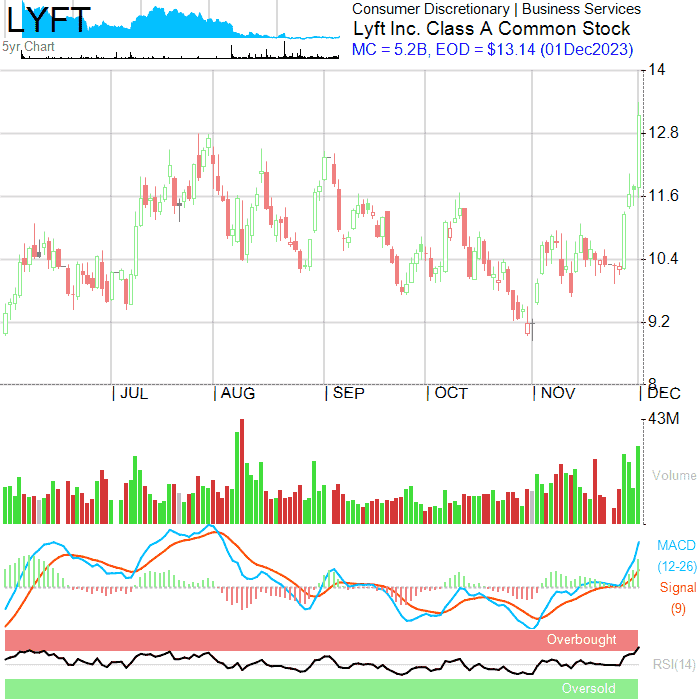 LYFT
5yr Chart
Consumer Discretionary | Business Services
Lyft Inc. Class A Common Stock
MC = 5.2B, EOD = $13.14 (01Dec2023)
14
12.8
11.6
10.4
9.2
8
| JUL | AUG | SEP | OCT | NOV | DEC
43M
Volume
MACD
(12-26)
Signal
(9)
Overbought
RSI(14)
Oversold